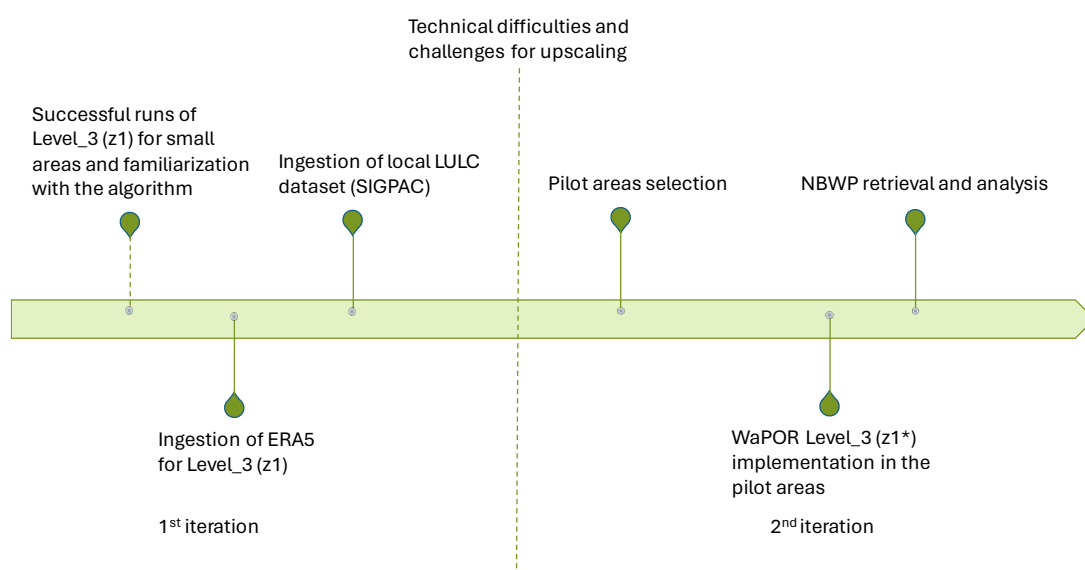 Technical difficulties and
challenges for upscaling
Successful runs of
Level_3 (z1) for small
areas and familiarization
with the algorithm
Ingestion of local LULC
dataset (SIGPAC)
Pilot areas selection
NBWP retrieval and analysis
Ingestion of ERA5
for Level_3 (z1)
WaPOR Level_3 (z1*)
implementation in the
pilot areas
1st iteration
2nd iteration